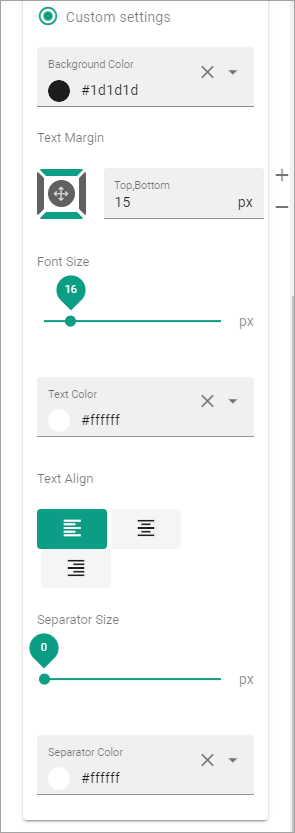 Custom settings
Background Color
#1d1d1d
Text Margin
Top,Bottom
15 px
Font Size
16
px
Text Color
#ffffff
Text Align
Separator Size
0
px
Separator Color
#ffffff